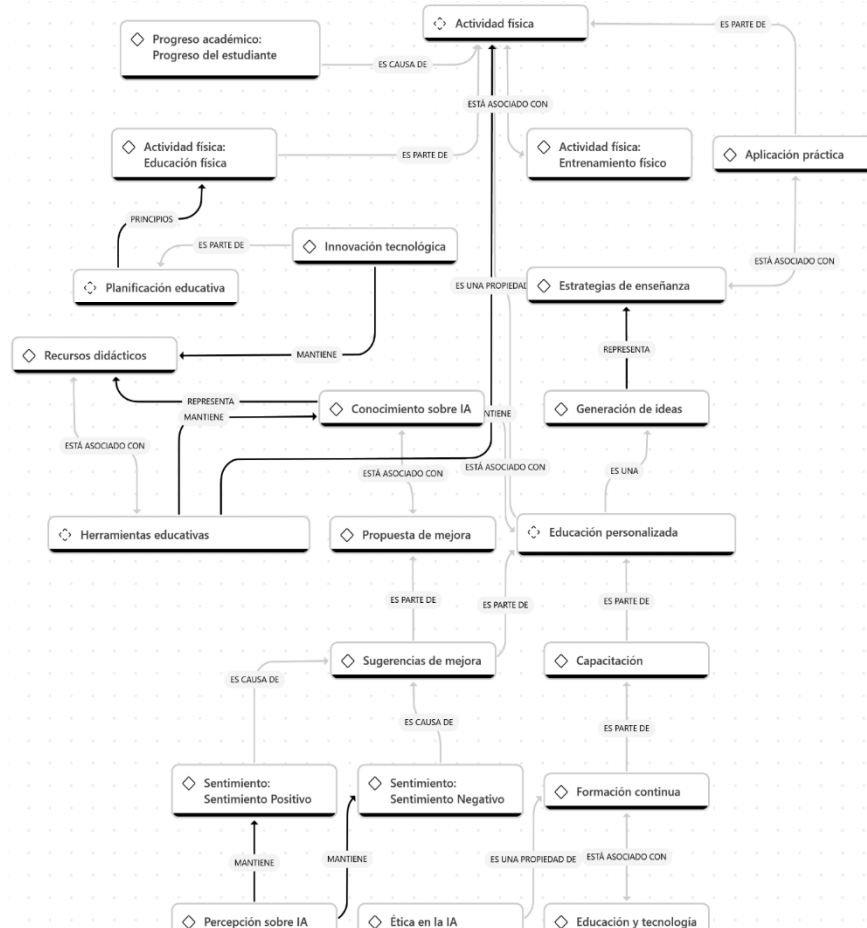 Actividad física
ES PARTE DE
Progreso académico:
Progreso del estudiante
ES CAUSA DE
ESTÁ ASOCIADO CON
Actividad física:
Educación física
ES PARTE DE
Actividad física:
Entrenamiento físico
Aplicación práctica
PRINCIPIOS
ES PARTE DE
Innovación tecnológica
ESTÁ ASOCIADO CON
Planificación educativa
ES UNA PROPIEDAD
Estrategias de enseñanza
Recursos didácticos
MANTIENE
REPRESENTA
REPRESENTA
MANTIENE
Conocimiento sobre IA
Generación de ideas
ESTÁ ASOCIADO CON
ESTÁ ASOCIADO CON
ESTÁ ASOCIADO CON
ES UNA
Herramientas educativas
Propuesta de mejora
Educación personalizada
ES PARTE DE
ES PARTE DE
ES PARTE DE
Sugerencias de mejora
Capacitación
ES CAUSA DE
ES CAUSA DE
ES PARTE DE
Sentimiento:
Sentimiento Positivo
Sentimiento:
Sentimiento Negativo
Formación continua
MANTIENE
MANTIENE
ES UNA PROPIEDAD DE
ESTÁ ASOCIADO CON
Percepción sobre IA
Ética en la IA
Educación y tecnología